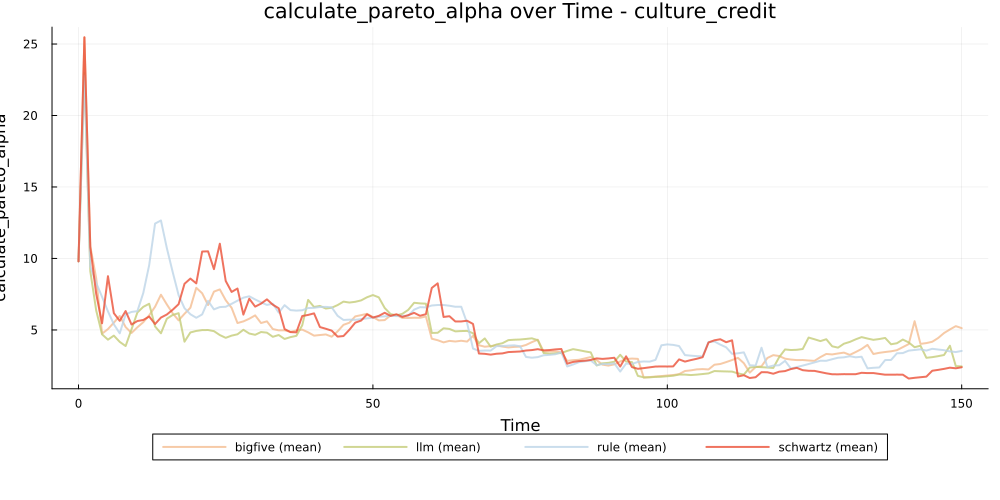 calculate_pareto_alpha over Time - culture_credit
calculate_pareto_alpha
25
20
15
10
5
0
50
100
150
Time
bigfive (mean)
llm (mean)
rule (mean)
schwartz (mean)